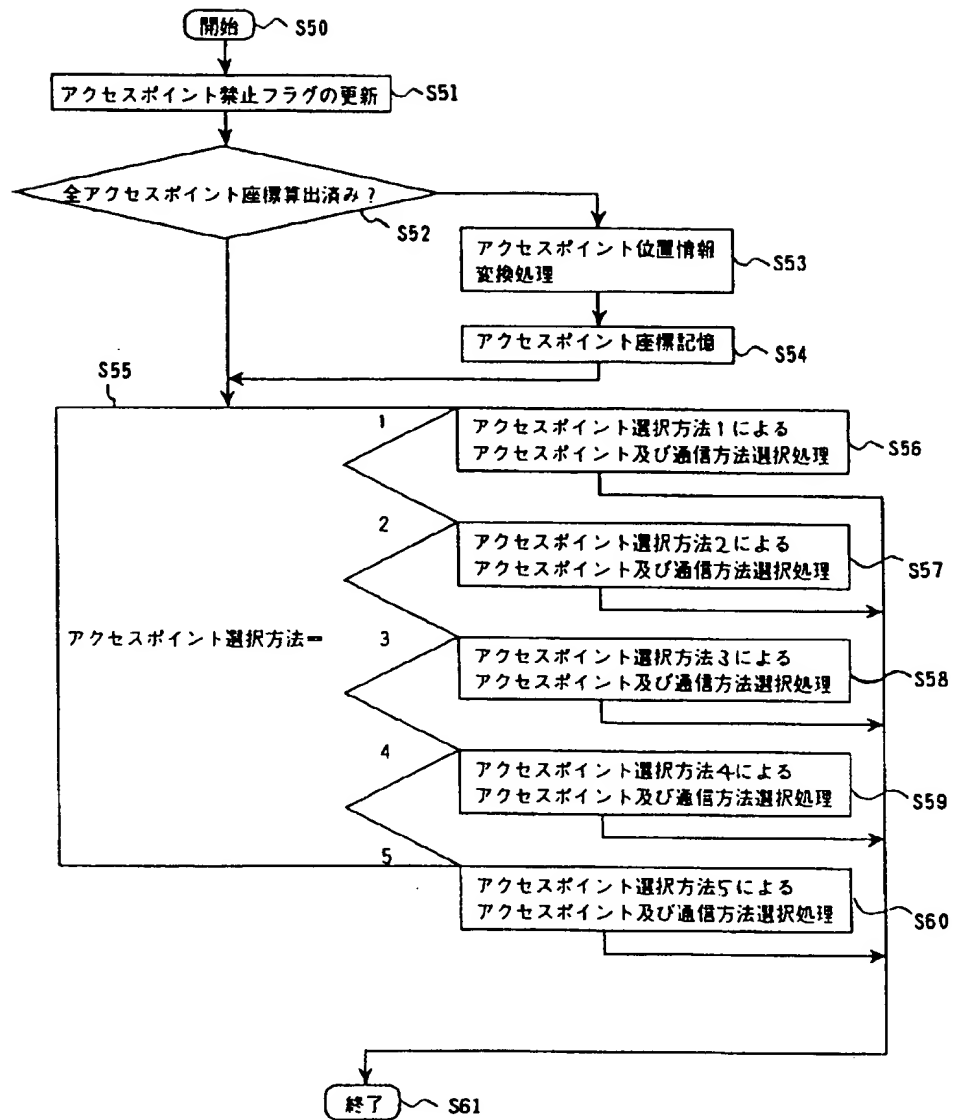 開始
S50
アクセスポイント禁止フラグの更新
S51
全アクセスポイント座標算出済み?
S52
アクセスポイント位置情報
変換処理
S53
アクセスポイント座標記憶
S54
S55
アクセスポイント選択方法=
1
アクセスポイント選択方法1による
アクセスポイント及び通信方法選択処理
S56
2
アクセスポイント選択方法2による
アクセスポイント及び通信方法選択処理
S57
3
アクセスポイント選択方法3による
アクセスポイント及び通信方法選択処理
S58
4
アクセスポイント選択方法4による
アクセスポイント及び通信方法選択処理
S59
5
アクセスポイント選択方法5による
アクセスポイント及び通信方法選択処理
S60
終了
S61